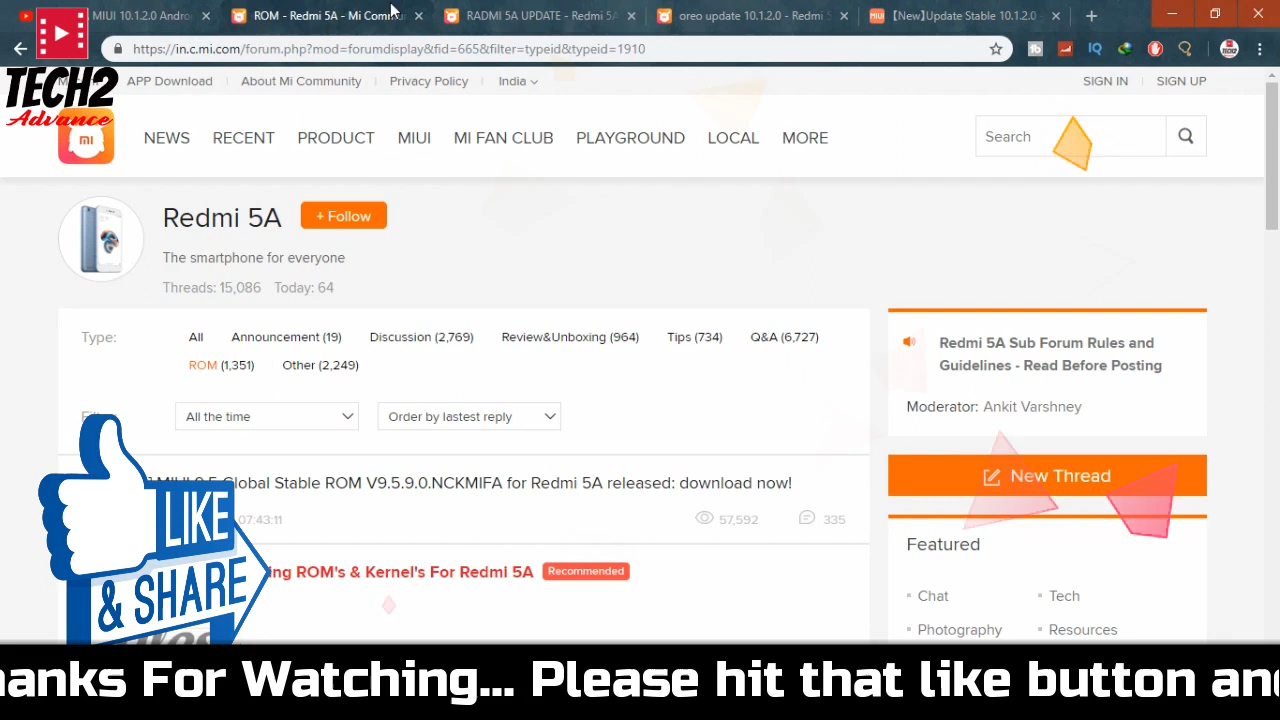 MIUI 10.1.2.0 Andro
ROM - Redmi 5A - Mi Comm
RADMI 5A UPDATE - Redmi 5A
oreo update 10.1.2.0 - Redmi 5
【New】Update Stable 10.1.2.0 -
https://in.c.mi.com/forum.php?mod=forumdisplay&fid=665&filter=typeid&typeid=1910
IQ
TECH2
Advance
APP Download
About Mi Community
Privacy Policy
India
SIGN IN
SIGN UP
mi
NEWS
RECENT
PRODUCT
MIUI
MI FAN CLUB
PLAYGROUND
LOCAL
MORE
Search
Redmi 5A
+ Follow
The smartphone for everyone
Threads: 15,086 Today: 64
Type:
All
Announcement (19)
Discussion (2,769)
Review&Unboxing (964)
Tips (734)
Q&A (6,727)
ROM (1,351)
Other (2,249)
All the time
Order by lastest reply
Redmi 5A Sub Forum Rules and
Guidelines - Read Before Posting
Moderator: Ankit Varshney
New Thread
] MIUI 9.5 Global Stable ROM V9.5.9.0.NCKMIFA for Redmi 5A released: download now!
07:43:11
57,592
335
ing ROM's & Kernel's For Redmi 5A
Recommended
Featured
Chat
Tech
Photography
Resources
LIKE
& SHARE
hanks For Watching... Please hit that like button and